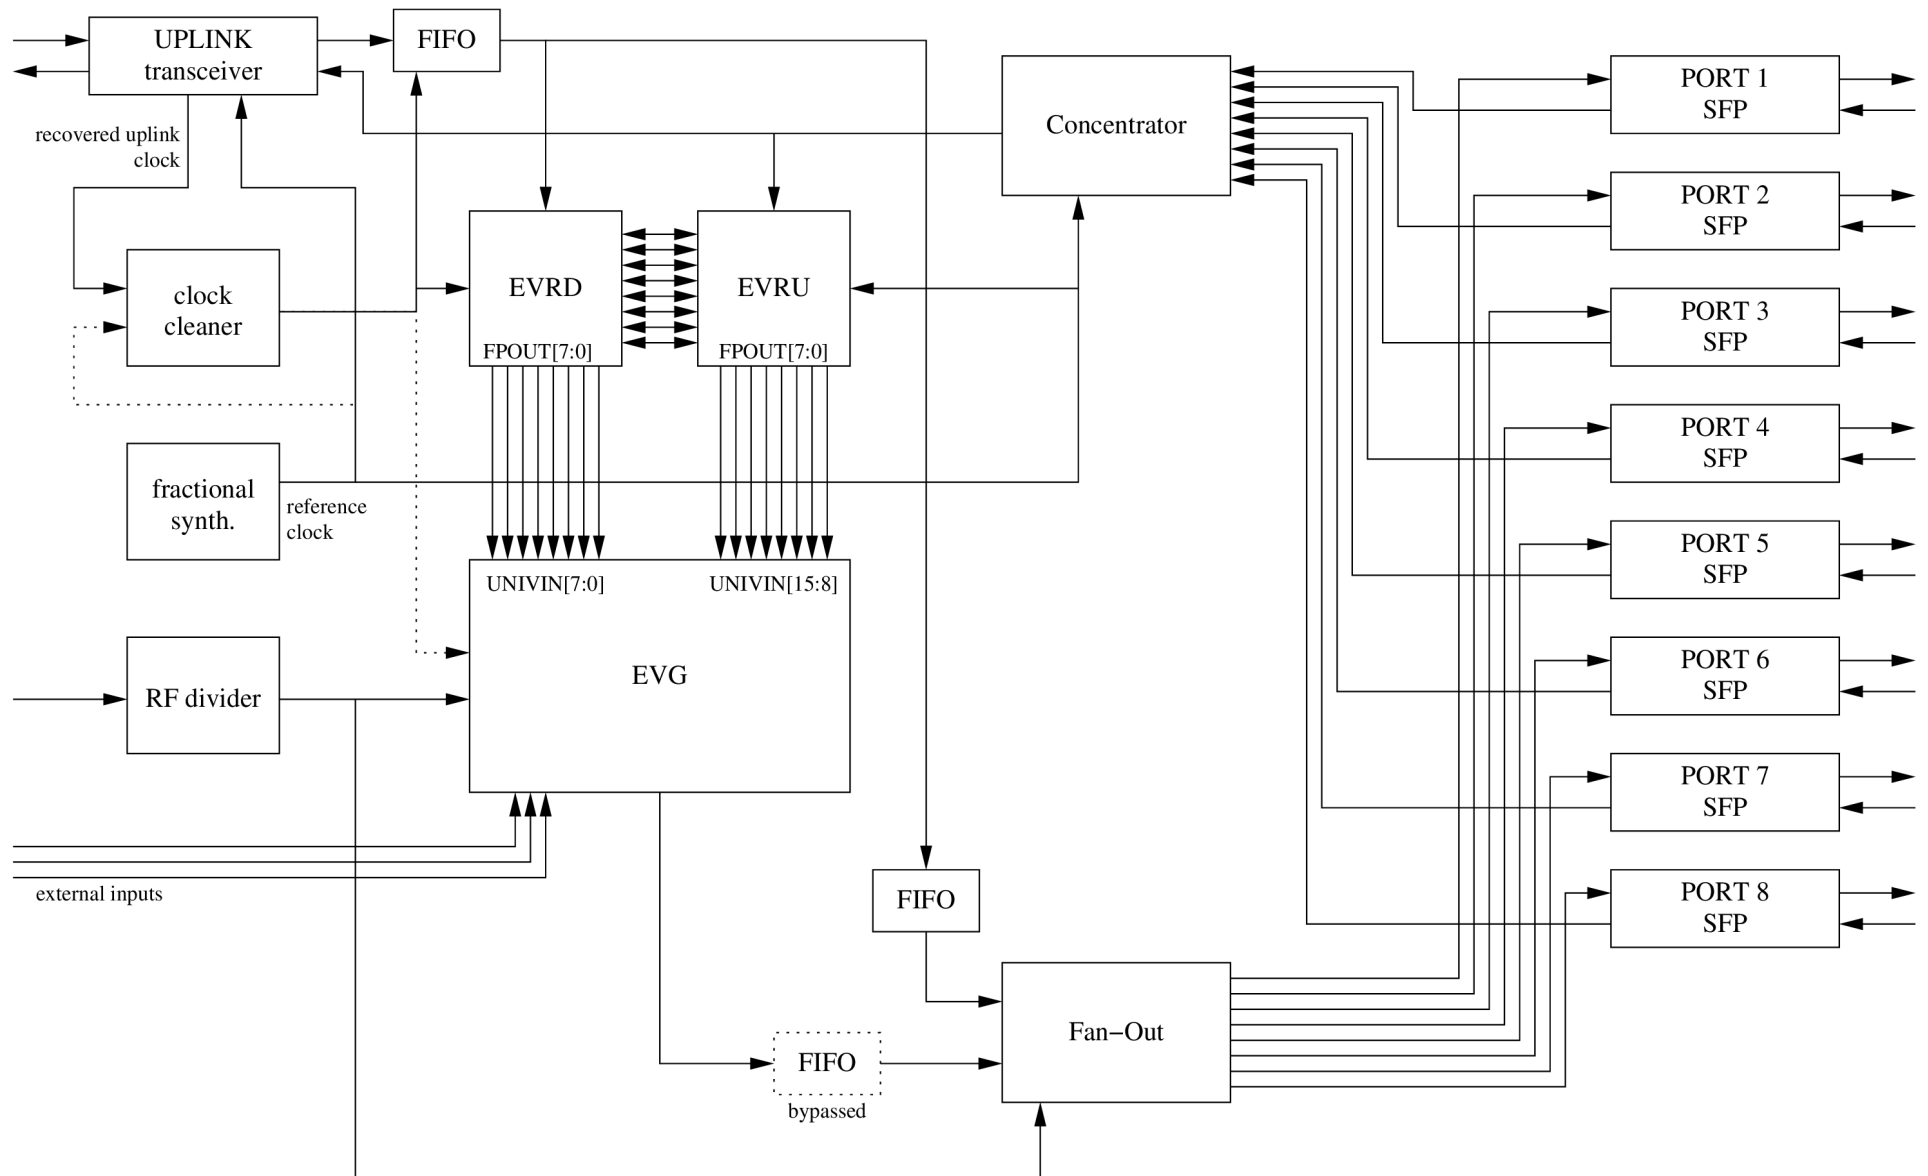 UPLINK
transceiver
FIFO
recovered uplink
clock
Concentrator
PORT 1
SFP
PORT 2
SFP
clock
cleaner
EVRD
FPOUT[7:0]
EVRU
FPOUT[7:0]
PORT 3
SFP
PORT 4
SFP
fractional
synth.
reference
clock
PORT 5
SFP
UNIVIN[7:0]
UNIVIN[15:8]
EVG
RF divider
PORT 6
SFP
PORT 7
SFP
external inputs
FIFO
PORT 8
SFP
FIFO
bypassed
Fan−Out